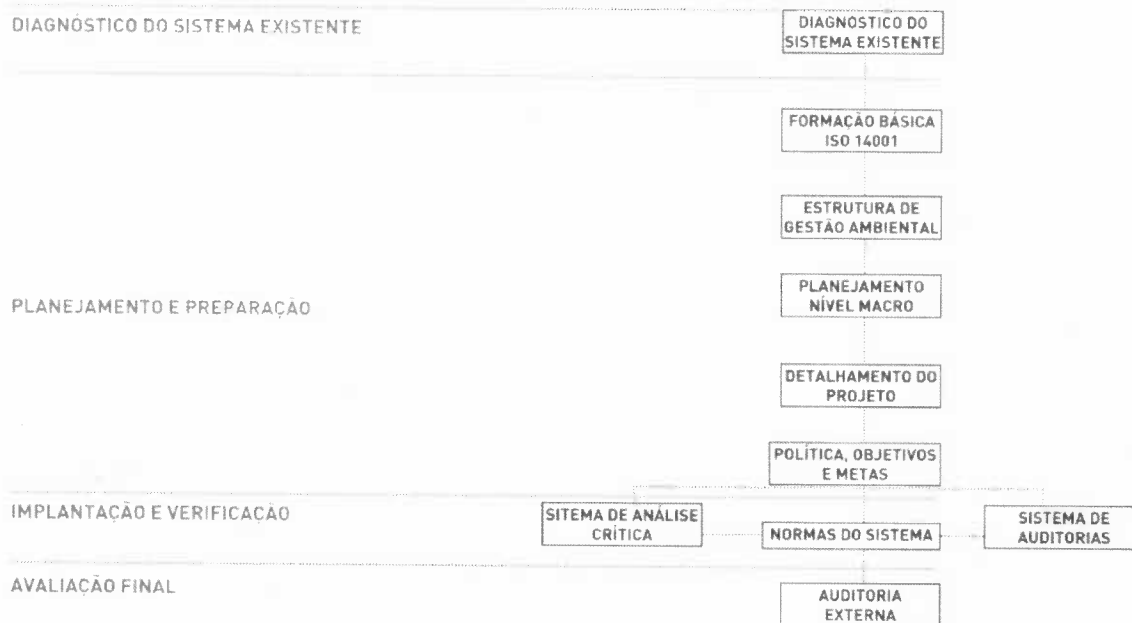 DIAGNÓSTICO DO SISTEMA EXISTENTE
DIAGNÓSTICO DO
SISTEMA EXISTENTE
FORMAÇÃO BÁSICA
ISO 14001
ESTRUTURA DE
GESTÃO AMBIENTAL
PLANEJAMENTO E PREPARAÇÃO
PLANEJAMENTO
NÍVEL MACRO
DETALHAMENTO DO
PROJETO
POLÍTICA, OBJETIVOS
E METAS
IMPLANTAÇÃO E VERIFICAÇÃO
SITEMA DE ANÁLISE
CRÍTICA
NORMAS DO SISTEMA
SISTEMA DE
AUDITORIAS
AVALIAÇÃO FINAL
AUDITORIA
EXTERNA